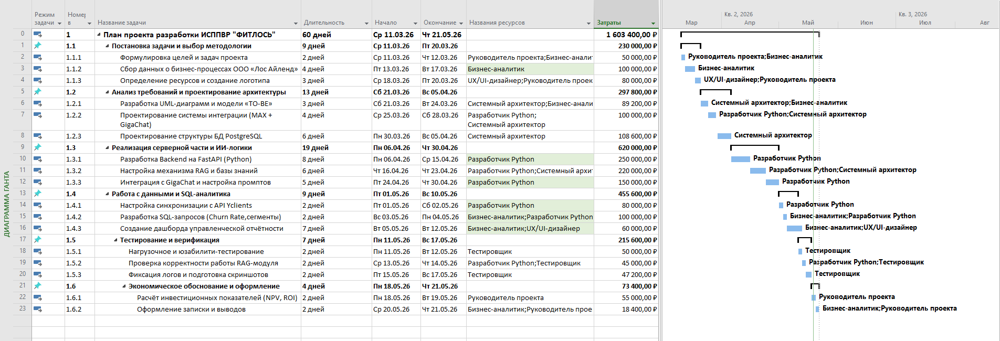 Кв. 2, 2026 Кв. 3, 2026
Режим задачи Номер в Название задачи Длительность Начало Окончание Названия ресурсов Затраты Мар Апр Май Июн Июл Авг
0 1 План проекта разработки ИСППВР "ФИТЛОСЬ" 60 дней Ср 11.03.26 Чт 21.05.26 1 603 400,00 ₽
1 1.1 Постановка задачи и выбор методологии 9 дней Ср 11.03.26 Пт 20.03.26 230 000,00 ₽
2 1.1.1 Формулировка целей и задач проекта 2 дней Ср 11.03.26 Чт 12.03.26 Руководитель проекта;Бизнес-анали 50 000,00 ₽ Руководитель проекта;Бизнес-аналитик
3 1.1.2 Сбор данных о бизнес-процессах ООО «Лос Айленд» 4 дней Пт 13.03.26 Вт 17.03.26 Бизнес-аналитик 100 000,00 ₽ Бизнес-аналитик
4 1.1.3 Определение ресурсов и создание логотипа 3 дней Ср 18.03.26 Пт 20.03.26 UX/UI-дизайнер;Руководитель проек 80 000,00 ₽ UX/UI-дизайнер;Руководитель проекта
5 1.2 Анализ требований и проектирование архитектуры 13 дней Сб 21.03.26 Вс 05.04.26 297 800,00 ₽
6 1.2.1 Разработка UML-диаграмм и модели «TO-BE» 3 дней Сб 21.03.26 Вт 24.03.26 Системный архитектор;Бизнес-анали 89 200,00 ₽ Системный архитектор;Бизнес-аналитик
7 1.2.2 Проектирование системы интеграции (MAX + GigaChat) 4 дней Ср 25.03.26 Сб 28.03.26 Разработчик Python; Системный архитектор 100 000,00 ₽ Разработчик Python;Системный архитектор
8 1.2.3 Проектирование структуры БД PostgreSQL 6 дней Пн 30.03.26 Вс 05.04.26 Системный архитектор 108 600,00 ₽ Системный архитектор
9 1.3 Реализация серверной части и ИИ-логики 19 дней Пн 06.04.26 Чт 30.04.26 620 000,00 ₽
10 1.3.1 Разработка Backend на FastAPI (Python) 8 дней Пн 06.04.26 Ср 15.04.26 Разработчик Python 250 000,00 ₽ Разработчик Python
11 1.3.2 Настройка механизма RAG и базы знаний 6 дней Чт 16.04.26 Чт 23.04.26 Разработчик Python;Системный архи 220 000,00 ₽ Разработчик Python;Системный архитектор
12 1.3.3 Интеграция с GigaChat и настройка промптов 5 дней Пт 24.04.26 Чт 30.04.26 Разработчик Python 150 000,00 ₽ Разработчик Python
13 1.4 Работа с данными и SQL-аналитика 9 дней Пт 01.05.26 Вс 10.05.26 455 600,00 ₽
14 1.4.1 Настройка синхронизации с API Yclients 2 дней Пт 01.05.26 Сб 02.05.26 Разработчик Python 80 000,00 ₽ Разработчик Python
15 1.4.2 Разработка SQL-запросов (Churn Rate,сегменты) 2 дней Вс 03.05.26 Пн 04.05.26 Бизнес-аналитик;Разработчик Python 100 000,00 ₽ Бизнес-аналитик;Разработчик Python
16 1.4.3 Создание дашборда управленческой отчётности 7 дней Вт 05.05.26 Вт 12.05.26 Бизнес-аналитик;UX/UI-дизайнер 60 000,00 ₽ Бизнес-аналитик;UX/UI-дизайнер
17 1.5 Тестирование и верификация 7 дней Пн 11.05.26 Вс 17.05.26 215 600,00 ₽
18 1.5.1 Нагрузочное и юзабилити-тестирование 2 дней Пн 11.05.26 Вт 12.05.26 Тестировщик 50 000,00 ₽ Тестировщик
19 1.5.2 Проверка корректности работы RAG-модуля 2 дней Ср 13.05.26 Чт 14.05.26 Разработчик Python;Тестировщик 45 000,00 ₽ Разработчик Python;Тестировщик
20 1.5.3 Фиксация логов и подготовка скриншотов 2 дней Пт 15.05.26 Вс 17.05.26 Тестировщик 47 200,00 ₽ Тестировщик
21 1.6 Экономическое обоснование и оформление 4 дней Пн 18.05.26 Чт 21.05.26 73 400,00 ₽
22 1.6.1 Расчёт инвестиционных показателей (NPV, ROI) 2 дней Пн 18.05.26 Вт 19.05.26 Руководитель проекта 55 000,00 ₽ Руководитель проекта
23 1.6.2 Оформление записки и выводов 2 дней Ср 20.05.26 Чт 21.05.26 Бизнес-аналитик;Руководитель прое 18 400,00 ₽ Бизнес-аналитик;Руководитель проекта
ДИАГРАММА ГАНТА